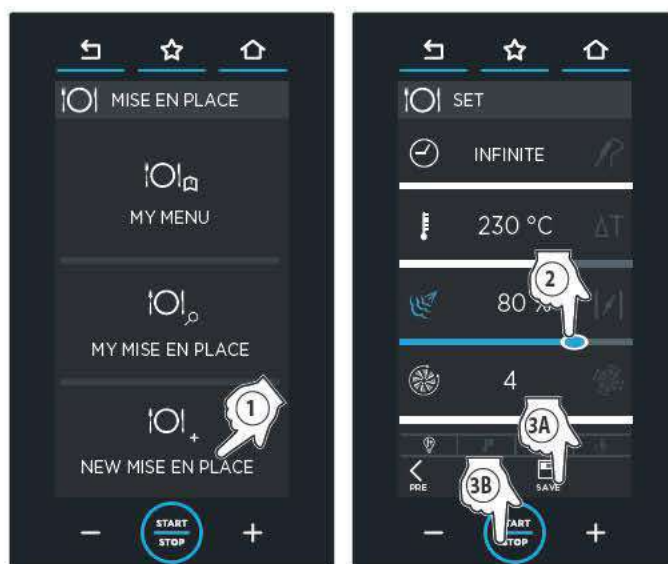 MISE EN PLACE
MY MENU
MY MISE EN PLACE
1
NEW MISE EN PLACE
START
STOP
SET
INFINITE
230 °C
ΔT
2
80 %
4
3A
PRE
3B
SAVE
START
STOP